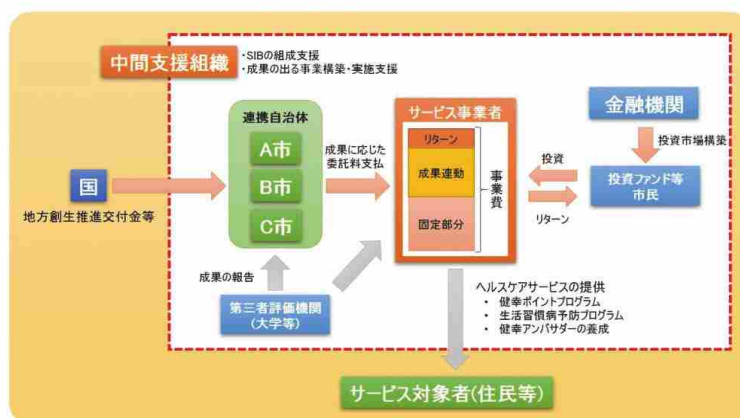 中間支援組織
・SIBの組成支援
・成果の出る事業構築・実施支援
国
地方創生推進交付金等
連携自治体
A市
B市
C市
成果に応じた
委託料支払
サービス事業者
リターン
成果連動
固定部分
事業費
金融機関
投資市場構築
投資
リターン
投資ファンド等
市民
成果の報告
第三者評価機関
(大学等)
ヘルスケアサービスの提供
• 健幸ポイントプログラム
• 生活習慣病予防プログラム
• 健幸アンバサダーの養成
サービス対象者(住民等)